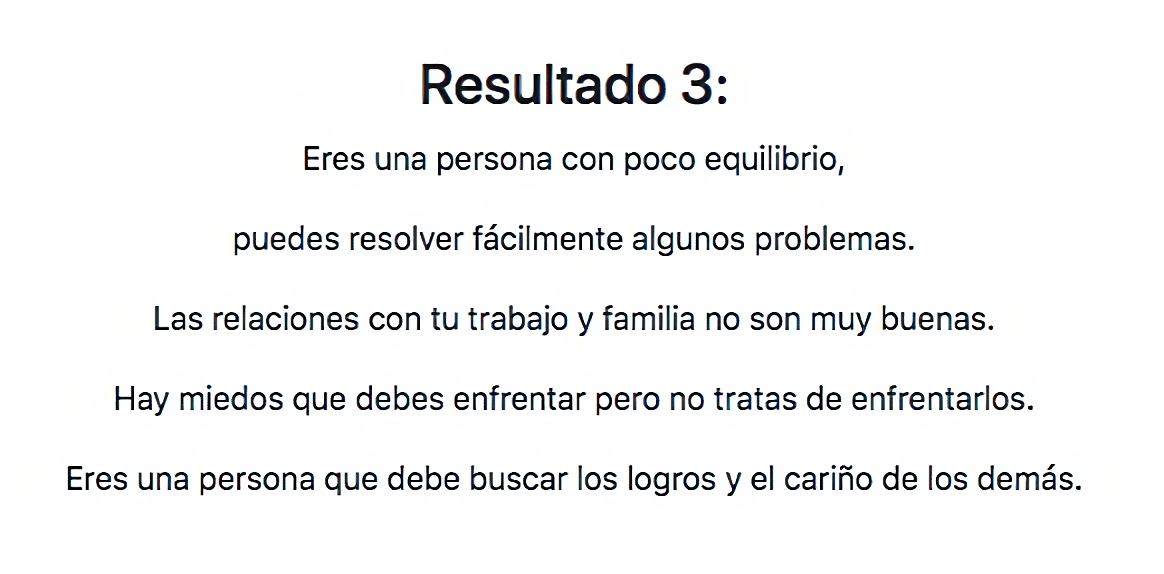 Resultado 3:
Eres una persona con poco equilibrio,
puedes resolver fácilmente algunos problemas.
Las relaciones con tu trabajo y familia no son muy buenas.
Hay miedos que debes enfrentar pero no tratas de enfrentarlos.
Eres una persona que debe buscar los logros y el cariño de los demás.